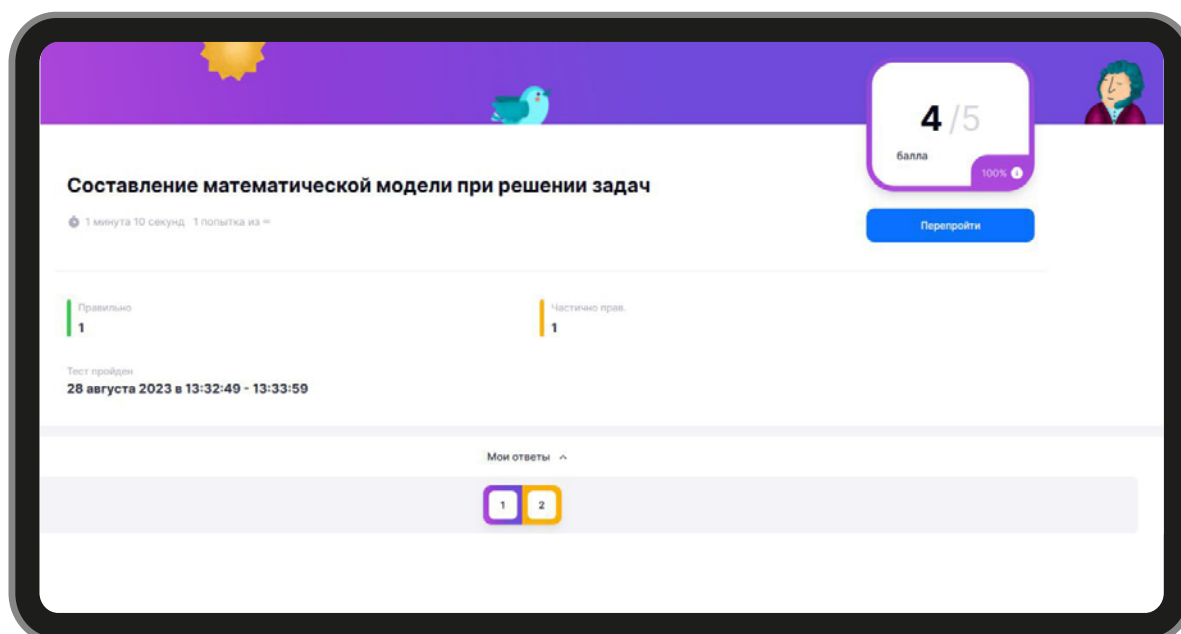 4 /5
балла
100%
Составление математической модели при решении задач
1 минута 10 секунд 1 попытка из ∞
Перепройти
Правильно
1
Частично прав.
1
Тест пройден
28 августа 2023 в 13:32:49 - 13:33:59
Мои ответы
1 2